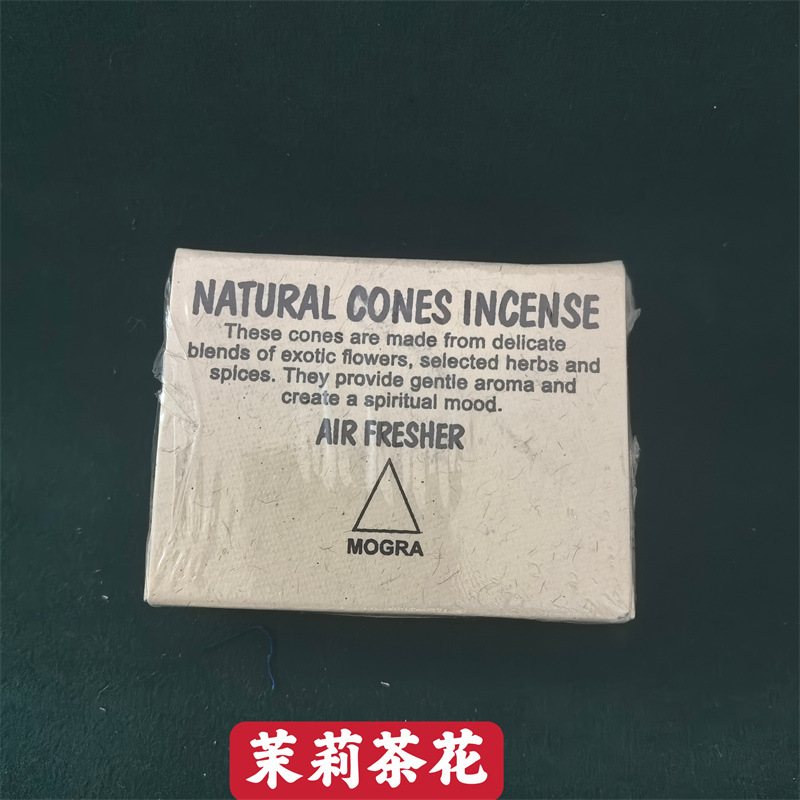 NATURAL CONES INCENSE
These cones are made from delicate
blends of exotic flowers, selected herbs and
spices. They provide gentle aroma and
create a spiritual mood.
AIR FRESHER
MOGRA
茉莉茶花